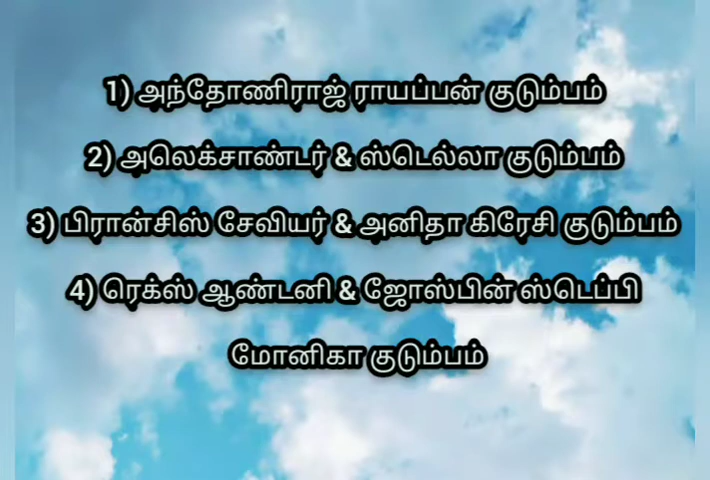 1) அந்தோணிராஜ் ராயப்பன் குடும்பம்
2) அலெக்சாண்டர் & ஸ்டெல்லா குடும்பம்
3) பிரான்சிஸ் சேவியர் & அனிதா கிரேசி குடும்பம்
4) ரெக்ஸ் ஆண்டனி & ஜோஸ்பின் ஸ்டெப்பி
மோனிகா குடும்பம்